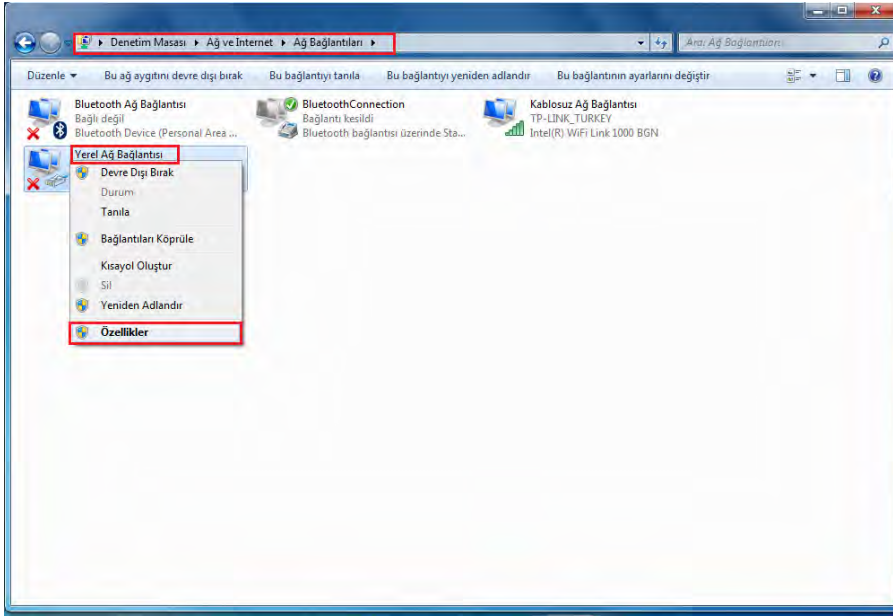 Denetim Masası ▸ Ağ ve Internet ▸ Ağ Bağlantıları ▸
Ara: Ağ Bağlantıları
Düzenle ▾ Bu ağ aygıtını devre dışı bırak Bu bağlantıyı tanıla Bu bağlantıyı yeniden adlandır Bu bağlantının ayarlarını değiştir
Bluetooth Ağ Bağlantısı
Bağlı değil
Bluetooth Device (Personal Area ...
BluetoothConnection
Bağlantı kesildi
Bluetooth bağlantısı üzerinde Sta...
Kablosuz Ağ Bağlantısı
TP-LINK_TURKEY
Intel(R) WiFi Link 1000 BGN
Yerel Ağ Bağlantısı
Devre Dışı Bırak
Durum
Tanıla
Bağlantıları Köprüle
Kısayol Oluştur
Sil
Yeniden Adlandır
Özellikler